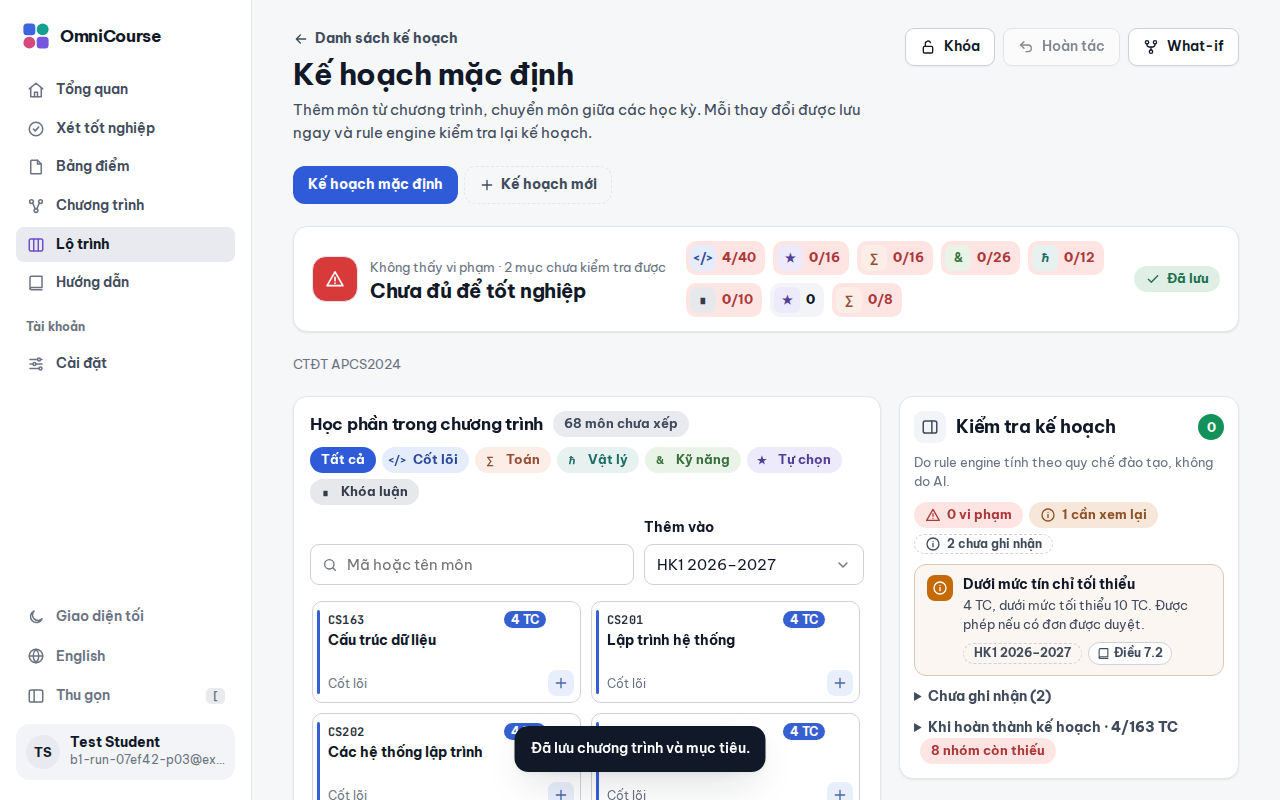 OmniCourse
Tổng quan
Xét tốt nghiệp
Bảng điểm
Chương trình
Lộ trình
Hướng dẫn
Tài khoản
Cài đặt
Giao diện tối
English
Thu gọn [
TS
Test Student
b1-run-07ef42-p03@ex...
Danh sách kế hoạch
Kế hoạch mặc định
Thêm môn từ chương trình, chuyển môn giữa các học kỳ. Mỗi thay đổi được lưu
ngay và rule engine kiểm tra lại kế hoạch.
Khóa
Hoàn tác
What-if
Kế hoạch mặc định
Kế hoạch mới
Không thấy vi phạm · 2 mục chưa kiểm tra được
Chưa đủ để tốt nghiệp
</> 4/40
★ 0/16
∑ 0/16
& 0/26
ħ 0/12
∎ 0/10
★ 0
∑ 0/8
Đã lưu
CTĐT APCS2024
Học phần trong chương trình
68 môn chưa xếp
Tất cả
</> Cốt lõi
∑ Toán
ħ Vật lý
& Kỹ năng
★ Tự chọn
∎ Khóa luận
Thêm vào
Mã hoặc tên môn
HK1 2026–2027
CS163
4 TC
Cấu trúc dữ liệu
Cốt lõi
CS201
4 TC
Lập trình hệ thống
Cốt lõi
CS202
Các hệ thống lập trình
Cốt lõi
4 TC
Cốt lõi
Đã lưu chương trình và mục tiêu.
Kiểm tra kế hoạch
0
Do rule engine tính theo quy chế đào tạo, không
do AI.
0 vi phạm
1 cần xem lại
2 chưa ghi nhận
Dưới mức tín chỉ tối thiểu
4 TC, dưới mức tối thiểu 10 TC. Được
phép nếu có đơn được duyệt.
HK1 2026–2027
Điều 7.2
Chưa ghi nhận (2)
Khi hoàn thành kế hoạch · 4/163 TC
8 nhóm còn thiếu